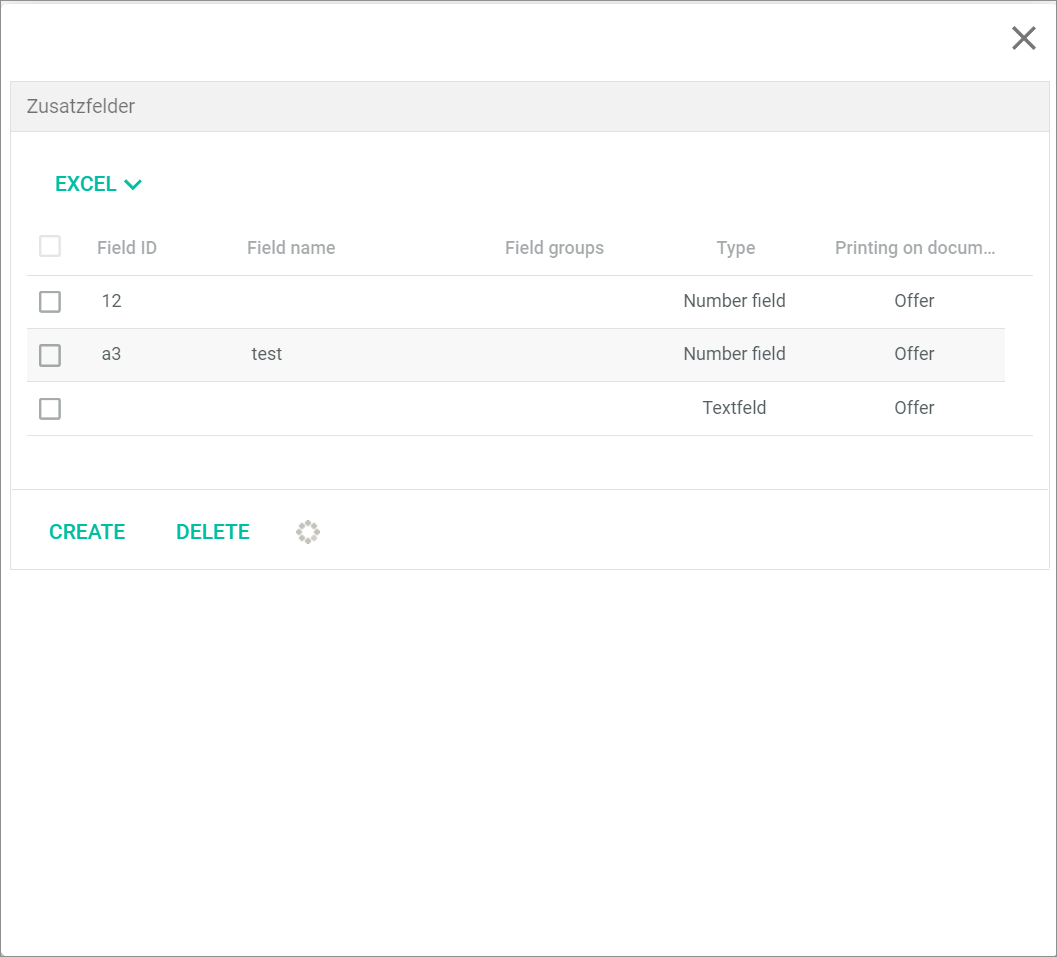 Zusatzfelder
EXCEL
Field ID Field name Field groups Type Printing on docum...
12 Number field Offer
a3 test Number field Offer
Textfeld Offer
CREATE DELETE